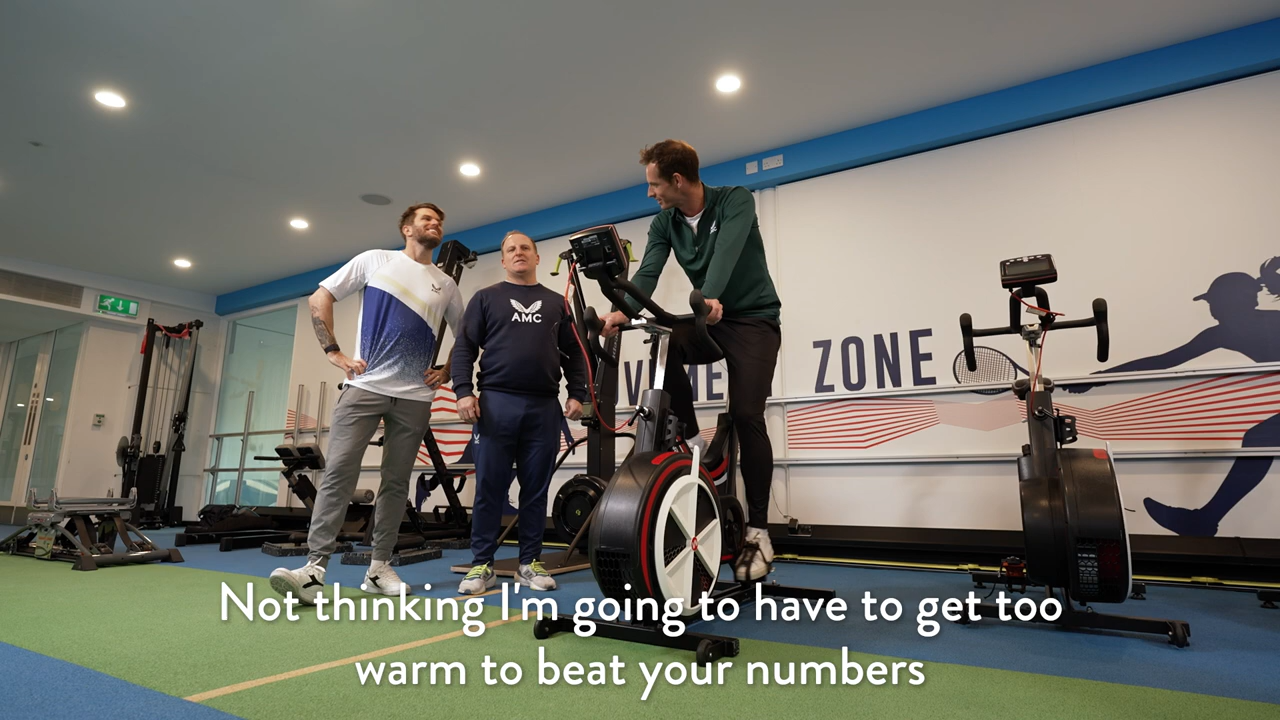 AMC
ZONE
Not thinking I'm going to have to get too
warm to beat your numbers